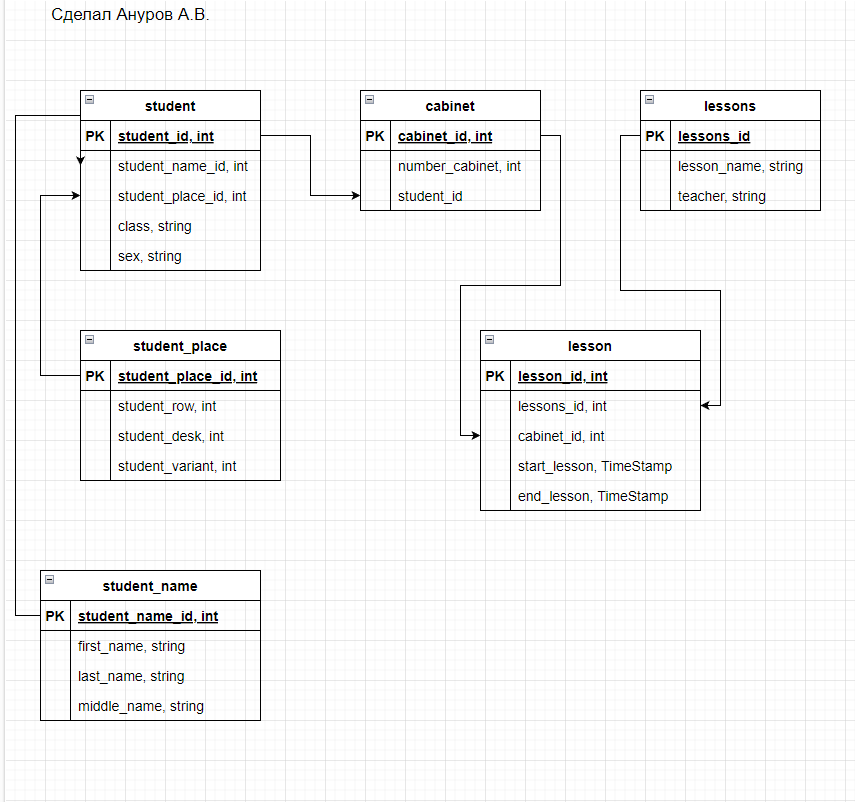 Сделал Ануров А.В.
student
PK student_id, int
student_name_id, int
student_place_id, int
class, string
sex, string
cabinet
PK cabinet_id, int
number_cabinet, int
student_id
lessons
PK lessons_id
lesson_name, string
teacher, string
student_place
PK student_place_id, int
student_row, int
student_desk, int
student_variant, int
lesson
PK lesson_id, int
lessons_id, int
cabinet_id, int
start_lesson, TimeStamp
end_lesson, TimeStamp
student_name
PK student_name_id, int
first_name, string
last_name, string
middle_name, string